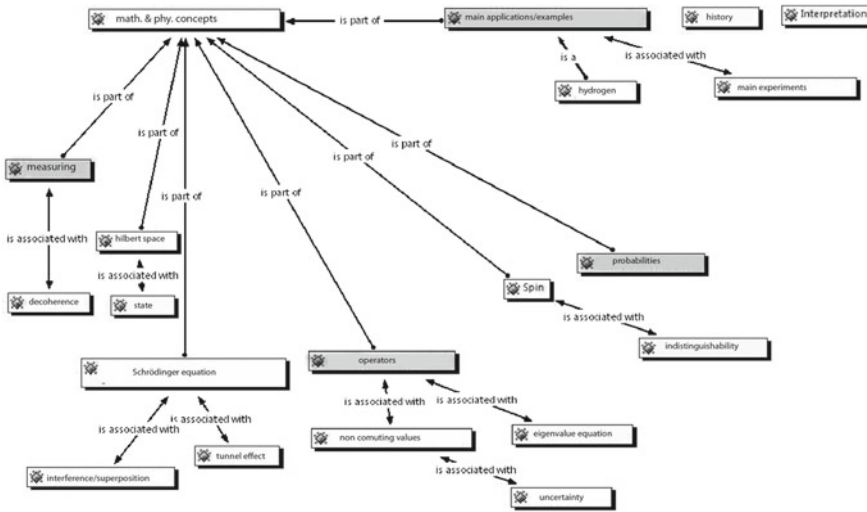 math. & phy. concepts
is part of
main applications/examples
history
Interpretation
is a
is associated with
hydrogen
main experiments
is part of
is part of
is part of
is part of
measuring
is part of
is part of
is associated with
hilbert space
probabilities
is associated with
Spin
decoherence
state
is associated with
indistinguishability
Schrödinger equation
operators
is associated with
is associated with
is associated with
is associated with
non comuting values
eigenvalue equation
tunnel effect
is associated with
interference/superposition
uncertainty